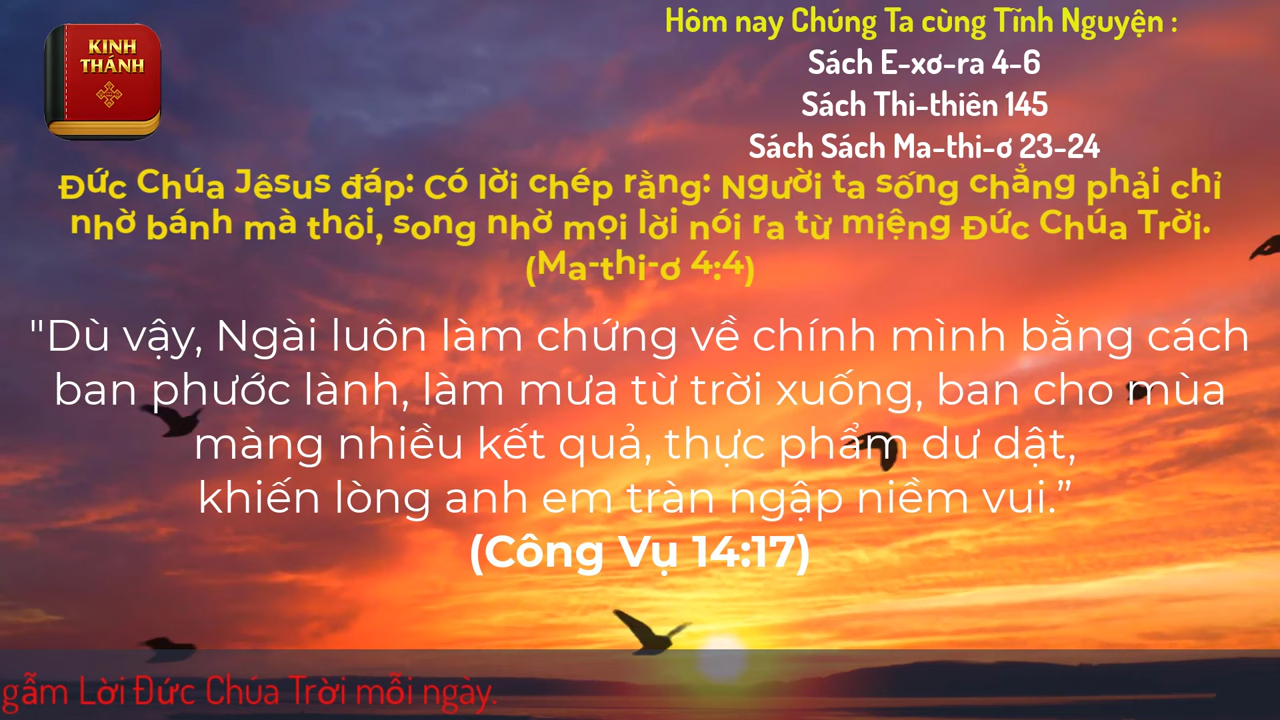 KINH
THÁNH
Hôm nay Chúng Ta cùng Tĩnh Nguyện :
Sách E-xơ-ra 4-6
Sách Thi-thiên 145
Sách Sách Ma-thi-ơ 23-24
Đức Chúa Jêsus đáp: Có lời chép rằng: Người ta sống chẳng phải chỉ
nhờ bánh mà thôi, song nhờ mọi lời nói ra từ miệng Đức Chúa Trời.
(Ma-thi-ơ 4:4)
"Dù vậy, Ngài luôn làm chứng về chính mình bằng cách
ban phước lành, làm mưa từ trời xuống, ban cho mùa
màng nhiều kết quả, thực phẩm dư dật,
khiến lòng anh em tràn ngập niềm vui.”
(Công Vụ 14:17)
gẫm Lời Đức Chúa Trời mỗi ngày.